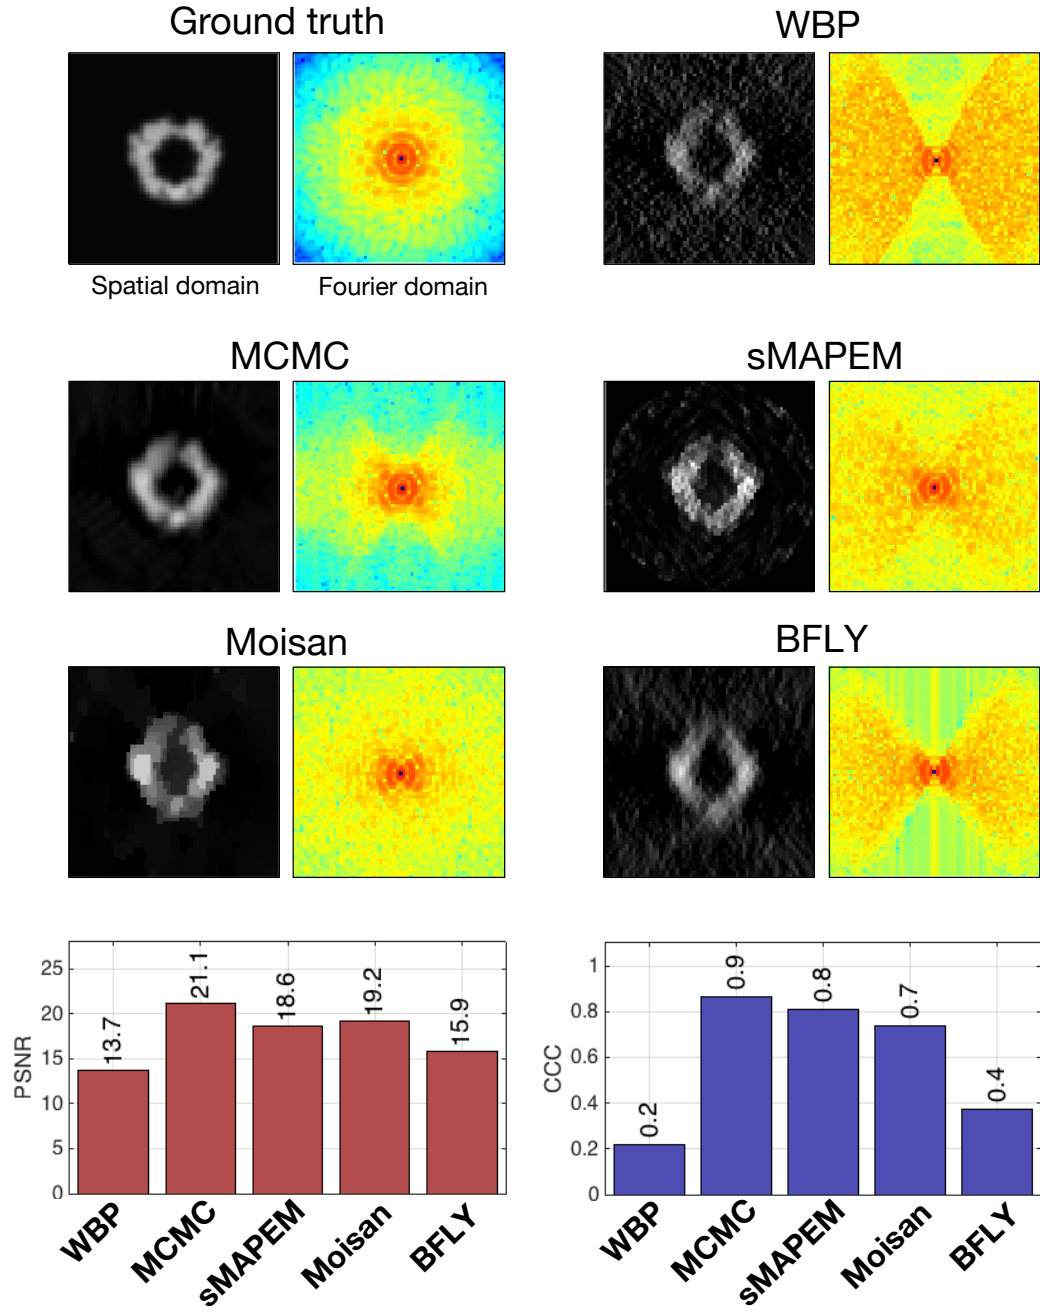 Ground truth
WBP
Spatial domain
Fourier domain
MCMC
sMAPEM
Moisan
BFLY
PSNR
25
20
15
10
5
0
13.7
21.1
18.6
19.2
15.9
WBP
MCMC
sMAPEM
Moisan
BFLY
CCC
1
0.8
0.6
0.4
0.2
0
0.2
0.9
0.8
0.7
0.4
WBP
MCMC
sMAPEM
Moisan
BFLY